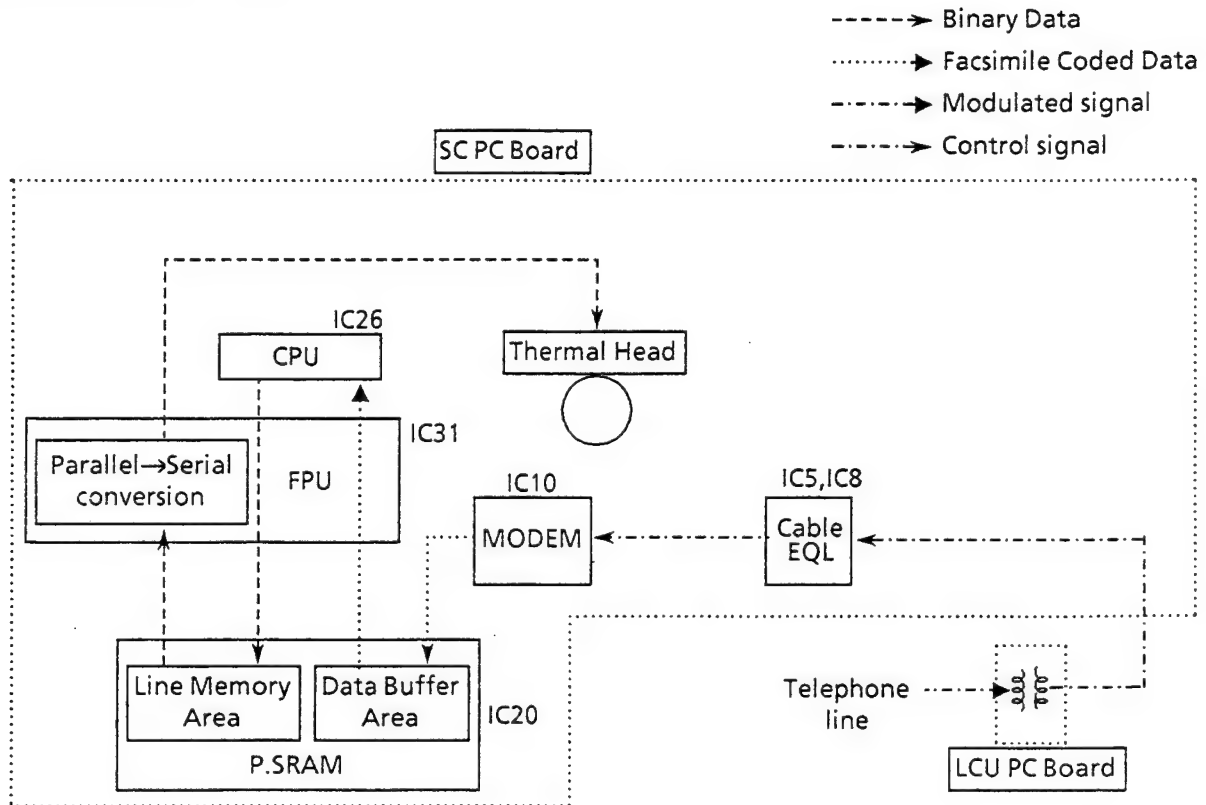 Binary Data
Facsimile Coded Data
Modulated signal
Control signal
SC PC Board
IC26
CPU
Thermal Head
IC31
Parallel→Serial
conversion
FPU
IC10
MODEM
IC5,IC8
Cable
EQL
Line Memory
Area
Data Buffer
Area
IC20
P.SRAM
Telephone
line
LCU PC Board